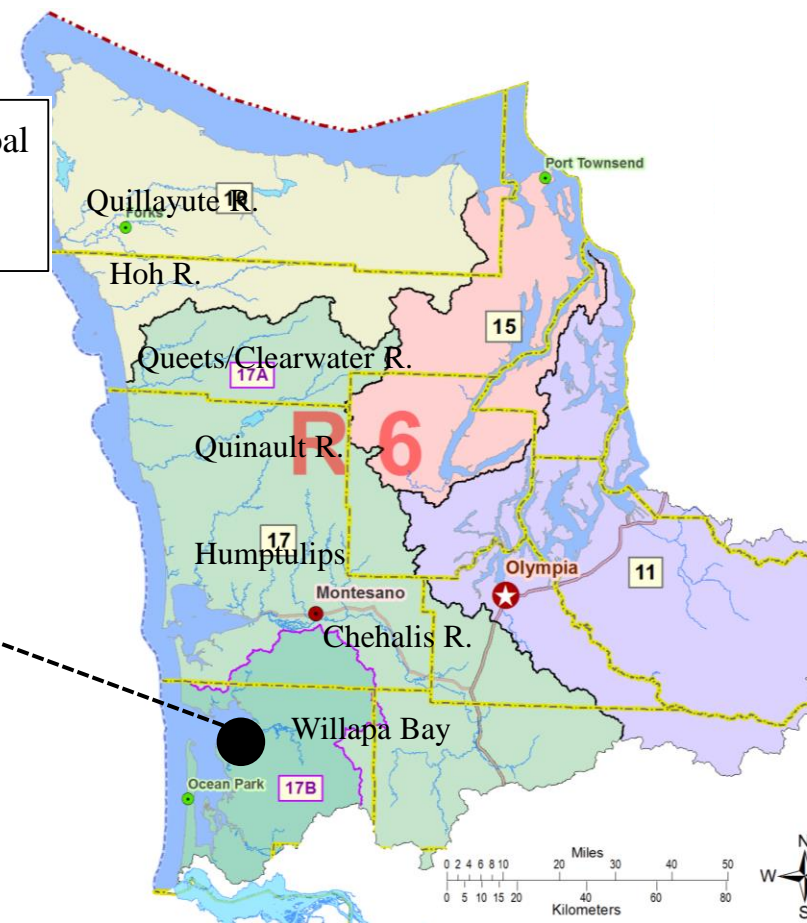 Port Townsend
Quillayute R.
Forks
Hoh R.
15
Queets/Clearwater R.
17A
R 6
Quinault R.
17
Humptulips
Olympia
11
Montesano
Chehalis R.
Willapa Bay
Ocean Park
17B
N
Miles
0 2 4 6 8 10 20 30 40 50
W
0 5 10 15 20 40 60 80
Kilometers
S